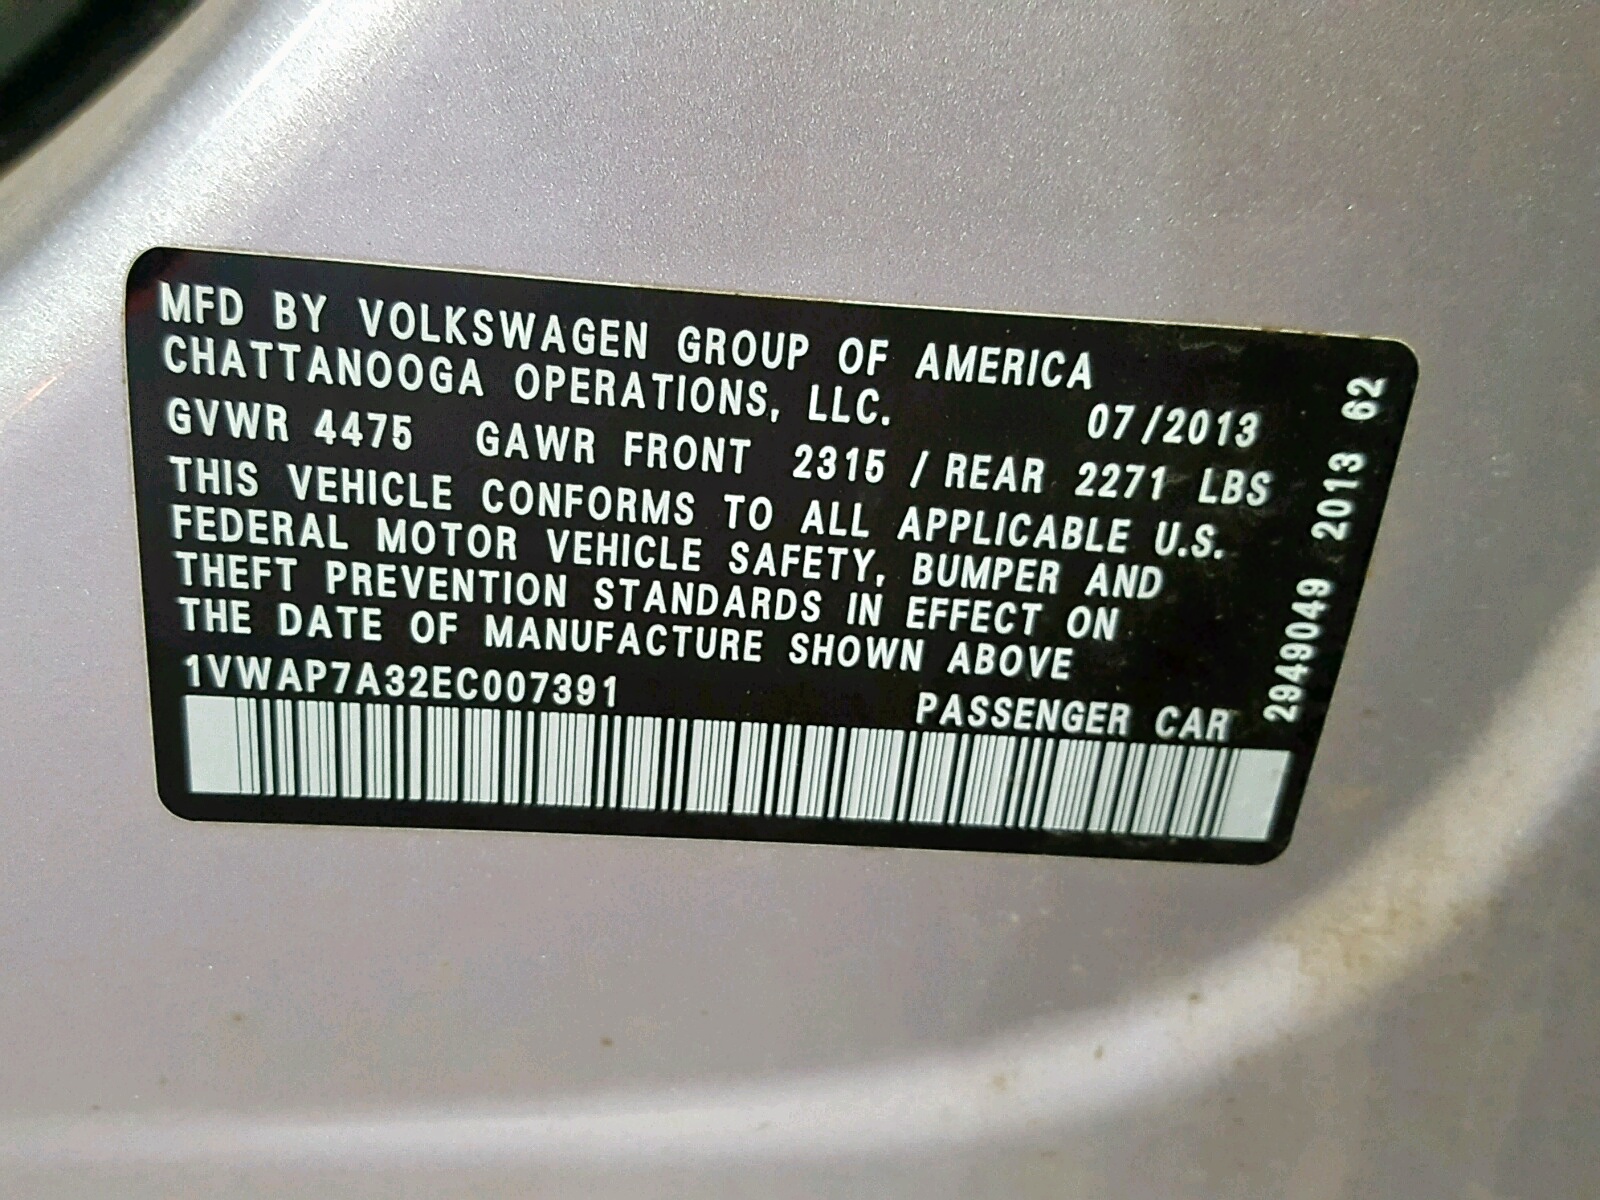 MFD BY VOLKSWAGEN GROUP OF AMERICA
CHATTANOOGA OPERATIONS, LLC. 07/2013
GVWR 4475 GAWR FRONT 2315 / REAR 2271 LBS
THIS VEHICLE CONFORMS TO ALL APPLICABLE U.S.
FEDERAL MOTOR VEHICLE SAFETY, BUMPER AND
THEFT PREVENTION STANDARDS IN EFFECT ON
THE DATE OF MANUFACTURE SHOWN ABOVE
1VWAP7A32EC007391 PASSENGER CAR
2949049 2013 62